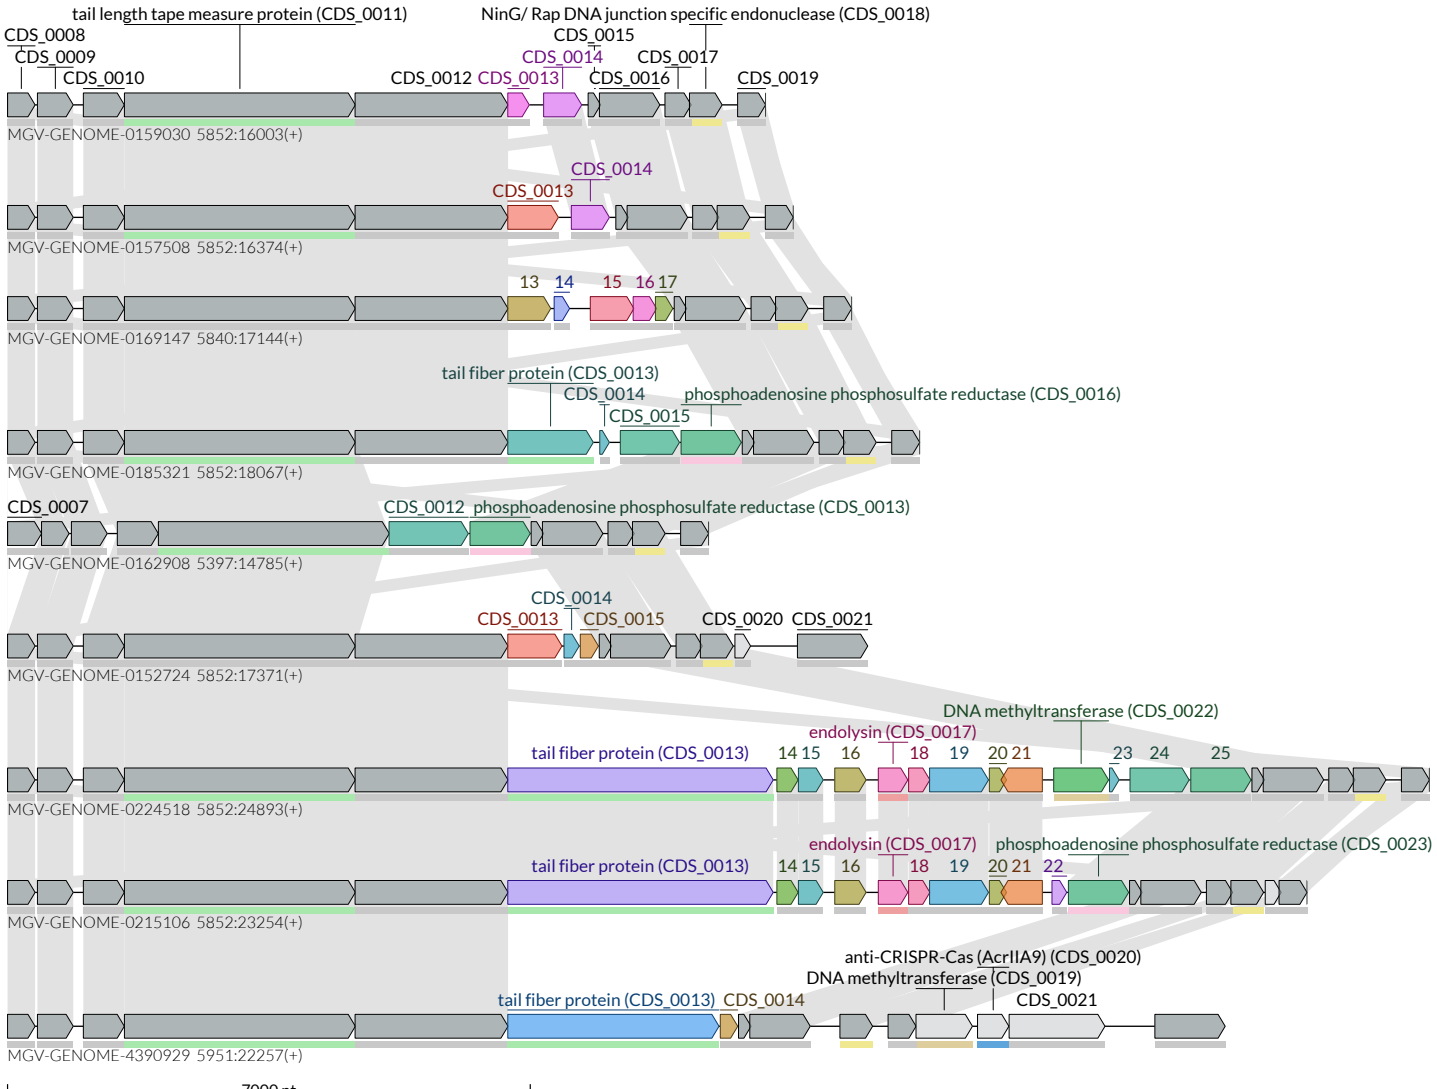 tail length tape measure protein (CDS_0011)
NinG/ Rap DNA junction specific endonuclease (CDS_0018)
CDS_0008
CDS_0015
CDS_0009
CDS_0014
CDS_0017
CDS_0010
CDS_0012
CDS_0013
CDS_0016
CDS_0019
MGV-GENOME-0159030 5852:16003(+)
CDS_0014
CDS_0013
MGV-GENOME-0157508 5852:16374(+)
13 14 15 16 17
MGV-GENOME-0169147 5840:17144(+)
tail fiber protein (CDS_0013)
CDS_0014
phosphoadenosine phosphosulfate reductase (CDS_0016)
CDS_0015
MGV-GENOME-0185321 5852:18067(+)
CDS_0007
CDS_0012
phosphoadenosine phosphosulfate reductase (CDS_0013)
MGV-GENOME-0162908 5397:14785(+)
CDS_0014
CDS_0013
CDS_0015
CDS_0020
CDS_0021
MGV-GENOME-0152724 5852:17371(+)
DNA methyltransferase (CDS_0022)
endolysin (CDS_0017)
tail fiber protein (CDS_0013)
14 15 16 18 19 20 21 23 24 25
MGV-GENOME-0224518 5852:24893(+)
endolysin (CDS_0017)
phosphoadenosine phosphosulfate reductase (CDS_0023)
tail fiber protein (CDS_0013)
14 15 16 18 19 20 21 22
MGV-GENOME-0215106 5852:23254(+)
anti-CRISPR-Cas (AcrIIA9) (CDS_0020)
DNA methyltransferase (CDS_0019)
tail fiber protein (CDS_0013)
CDS_0014
CDS_0021
MGV-GENOME-4390929 5951:22257(+)